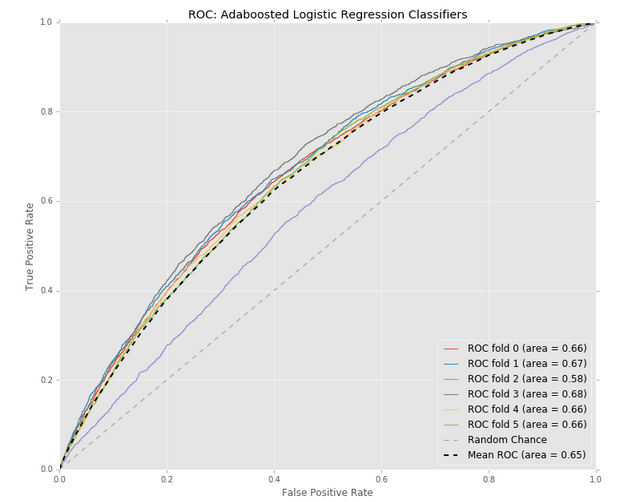 ROC: Adaboosted Logistic Regression Classifiers
True Positive Rate
1.0
0.8
0.6
0.4
0.2
0.0
0.0 0.2 0.4 0.6 0.8 1.0
False Positive Rate
ROC fold 0 (area = 0.66)
ROC fold 1 (area = 0.67)
ROC fold 2 (area = 0.58)
ROC fold 3 (area = 0.68)
ROC fold 4 (area = 0.66)
ROC fold 5 (area = 0.66)
Random Chance
Mean ROC (area = 0.65)